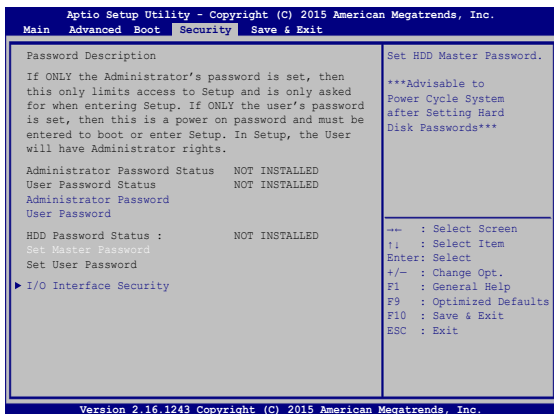 Aptio Setup Utility - Copyright (C) 2015 American Megatrends, Inc.
Main Advanced Boot Security Save & Exit
Password Description
If ONLY the Administrator's password is set, then
this only limits access to Setup and is only asked
for when entering Setup. If ONLY the user's password
is set, then this is a power on password and must be
entered to boot or enter Setup. In Setup, the User
will have Administrator rights.
Administrator Password Status NOT INSTALLED
User Password Status NOT INSTALLED
Administrator Password
User Password
HDD Password Status : NOT INSTALLED
Set Master Password
Set User Password
I/O Interface Security
Set HDD Master Password.
***Advisable to
Power Cycle System
after Setting Hard
Disk Passwords***
→← : Select Screen
↑↓ : Select Item
Enter: Select
+/— : Change Opt.
F1 : General Help
F9 : Optimized Defaults
F10 : Save & Exit
ESC : Exit
Version 2.16.1243 Copyright (C) 2015 American Megatrends, Inc.